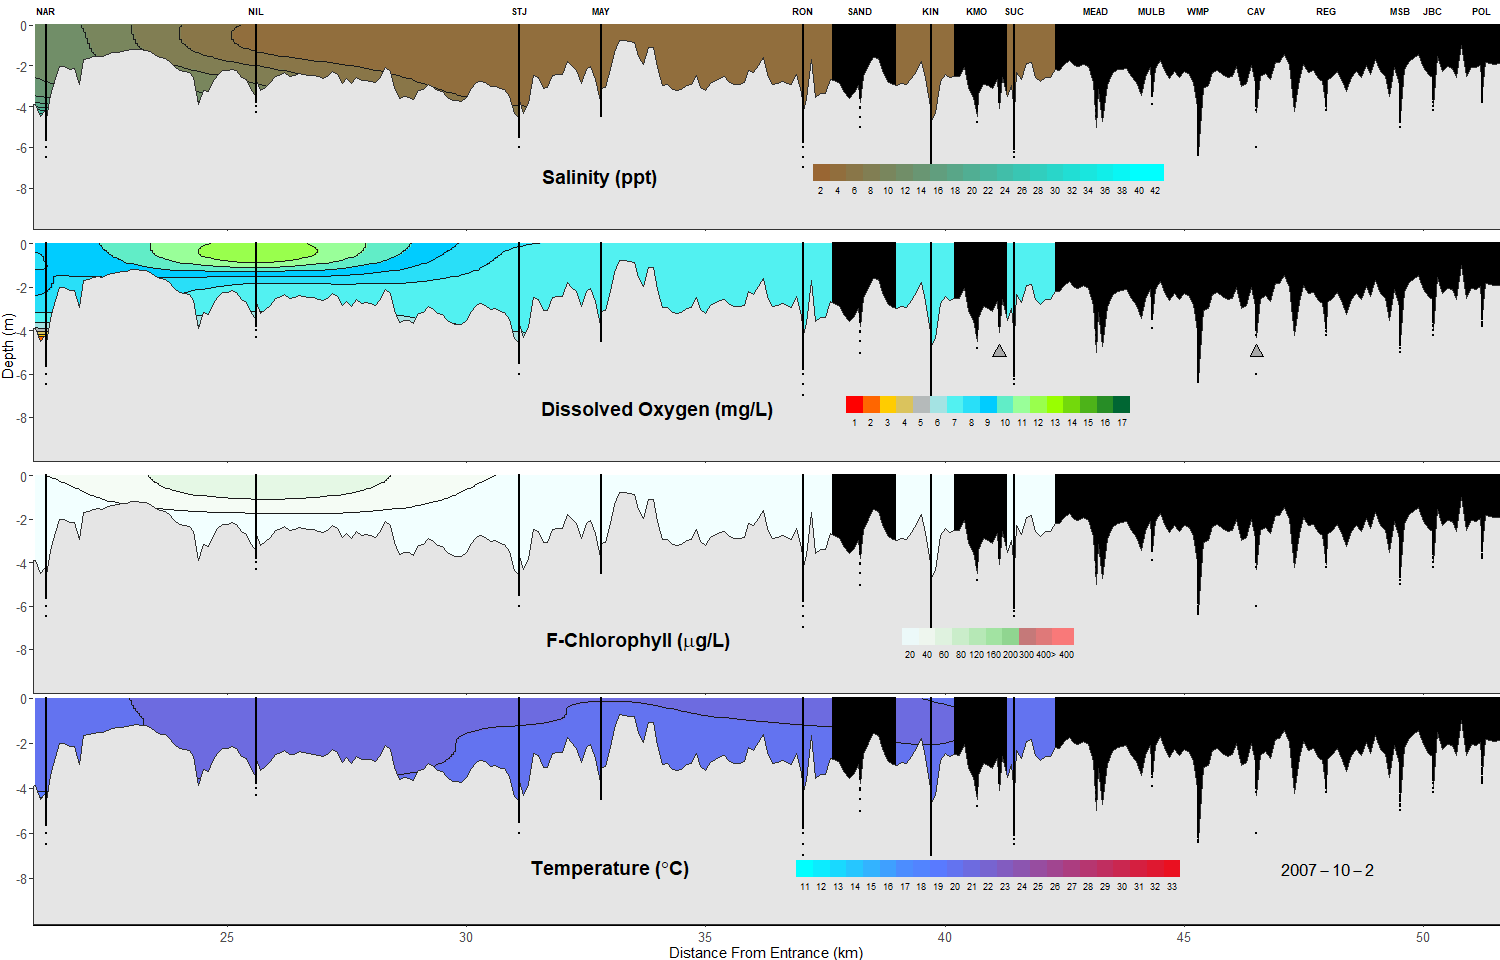 NAR NIL STJ MAY RON SAND KIN KMO SUC MEAD MULB WMP CAV REG MSB JBC POL
0
-2
-4
-6
-8
Salinity (ppt)
2 4 6 8 10 12 14 16 18 20 22 24 26 28 30 32 34 36 38 40 42
0
-2
-4
-6
-8
Depth (m)
Dissolved Oxygen (mg/L)
1 2 3 4 5 6 7 8 9 10 11 12 13 14 15 16 17
0
-2
-4
-6
-8
F-Chlorophyll (μg/L)
20 40 60 80 120 160 200 300 400> 400
0
-2
-4
-6
-8
Temperature (°C)
11 12 13 14 15 16 17 18 19 20 21 22 23 24 25 26 27 28 29 30 31 32 33
2007 – 10 – 2
25 30 35 40 45 50
Distance From Entrance (km)